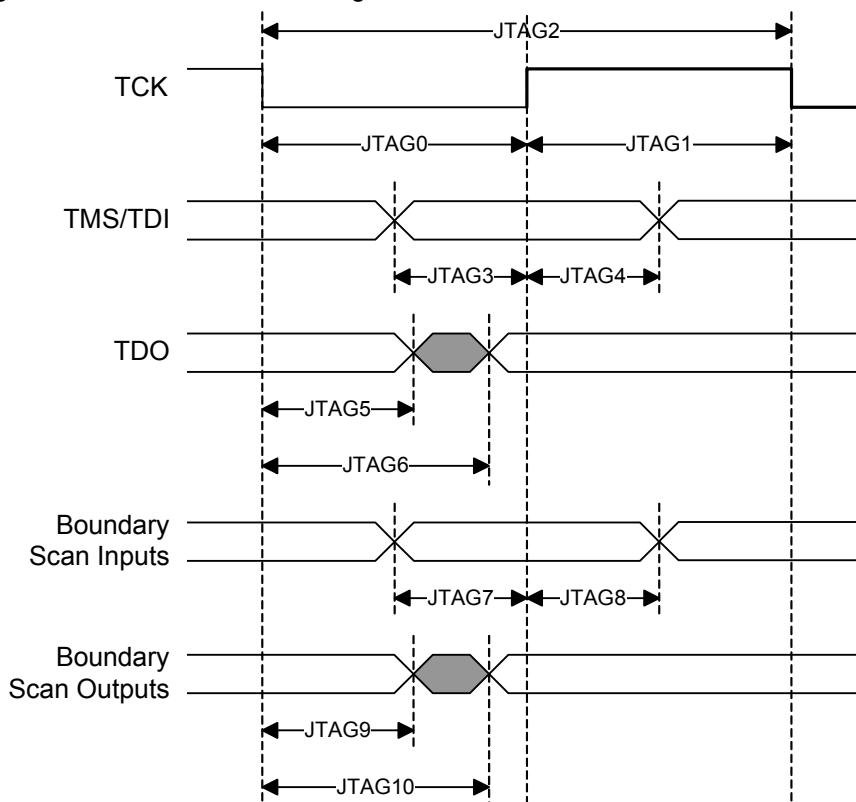 JTAG2
TCK
JTAG0
JTAG1
TMS/TDI
JTAG3
JTAG4
TDO
JTAG5
JTAG6
Boundary
Scan Inputs
JTAG7
JTAG8
Boundary
Scan Outputs
JTAG9
JTAG10